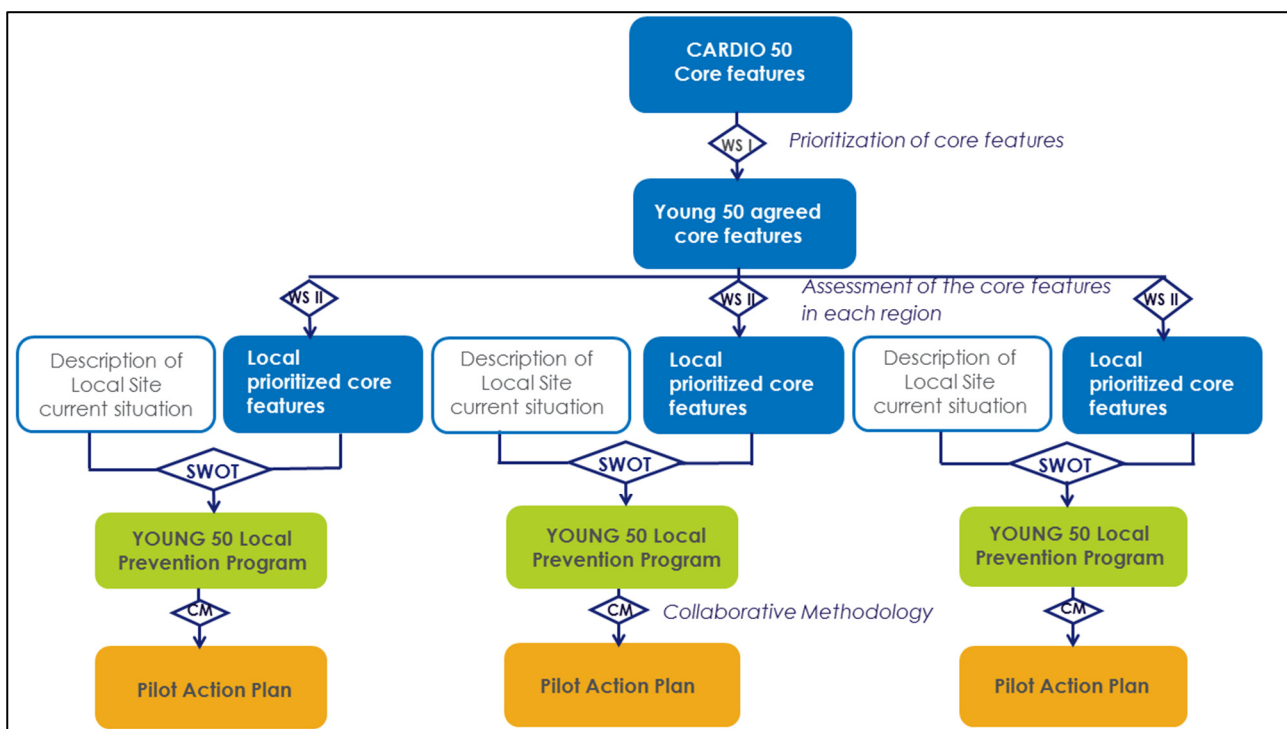 CARDIO 50
Core features
WS I
Prioritization of core features
Young 50 agreed
core features
WS II
WS II
Assessment of the core features
in each region
WS II
Description of
Local Site
current situation
Local
prioritized core
features
Description of
Local Site
current situation
Local
prioritized core
features
Description of
Local Site
current situation
Local
prioritized core
features
SWOT
SWOT
SWOT
YOUNG 50 Local
Prevention Program
YOUNG 50 Local
Prevention Program
YOUNG 50 Local
Prevention Program
CM
CM
Collaborative Methodology
CM
Pilot Action Plan
Pilot Action Plan
Pilot Action Plan